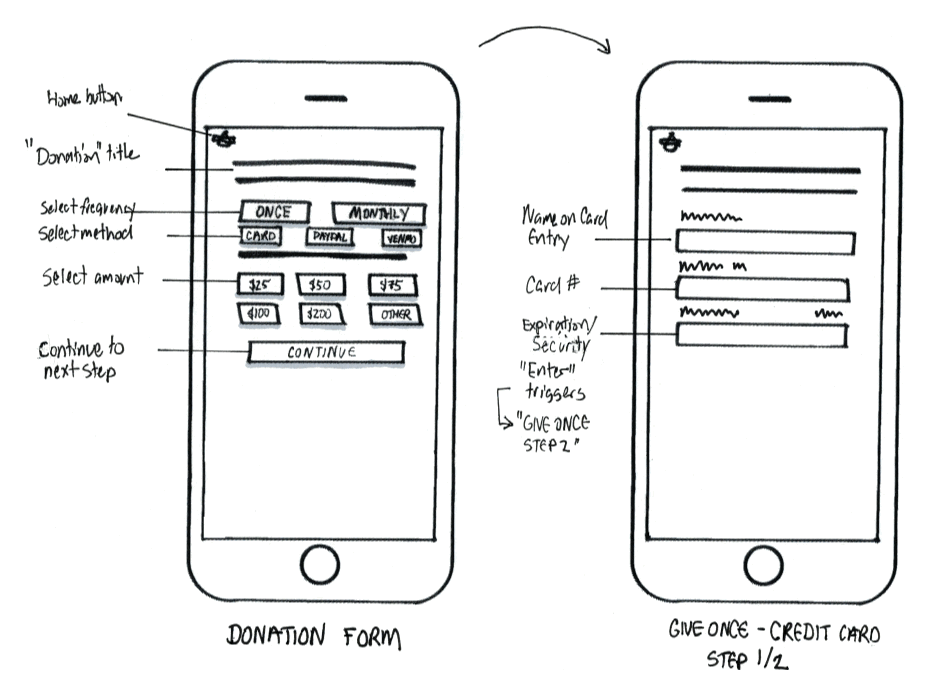 Home button
"Donation" title
Select frequency
Select method
Select amount
Continue to
next step
ONCE MONTHLY
CARD PAYPAL VENMO
$25 $50 $75
$100 $200 OTHER
CONTINUE
DONATION FORM
Name on Card
Entry
Card #
Expiration/
Security
"Enter"
triggers
"GIVE ONCE
STEP 2"
GIVE ONCE - CREDIT CARD
STEP 1/2